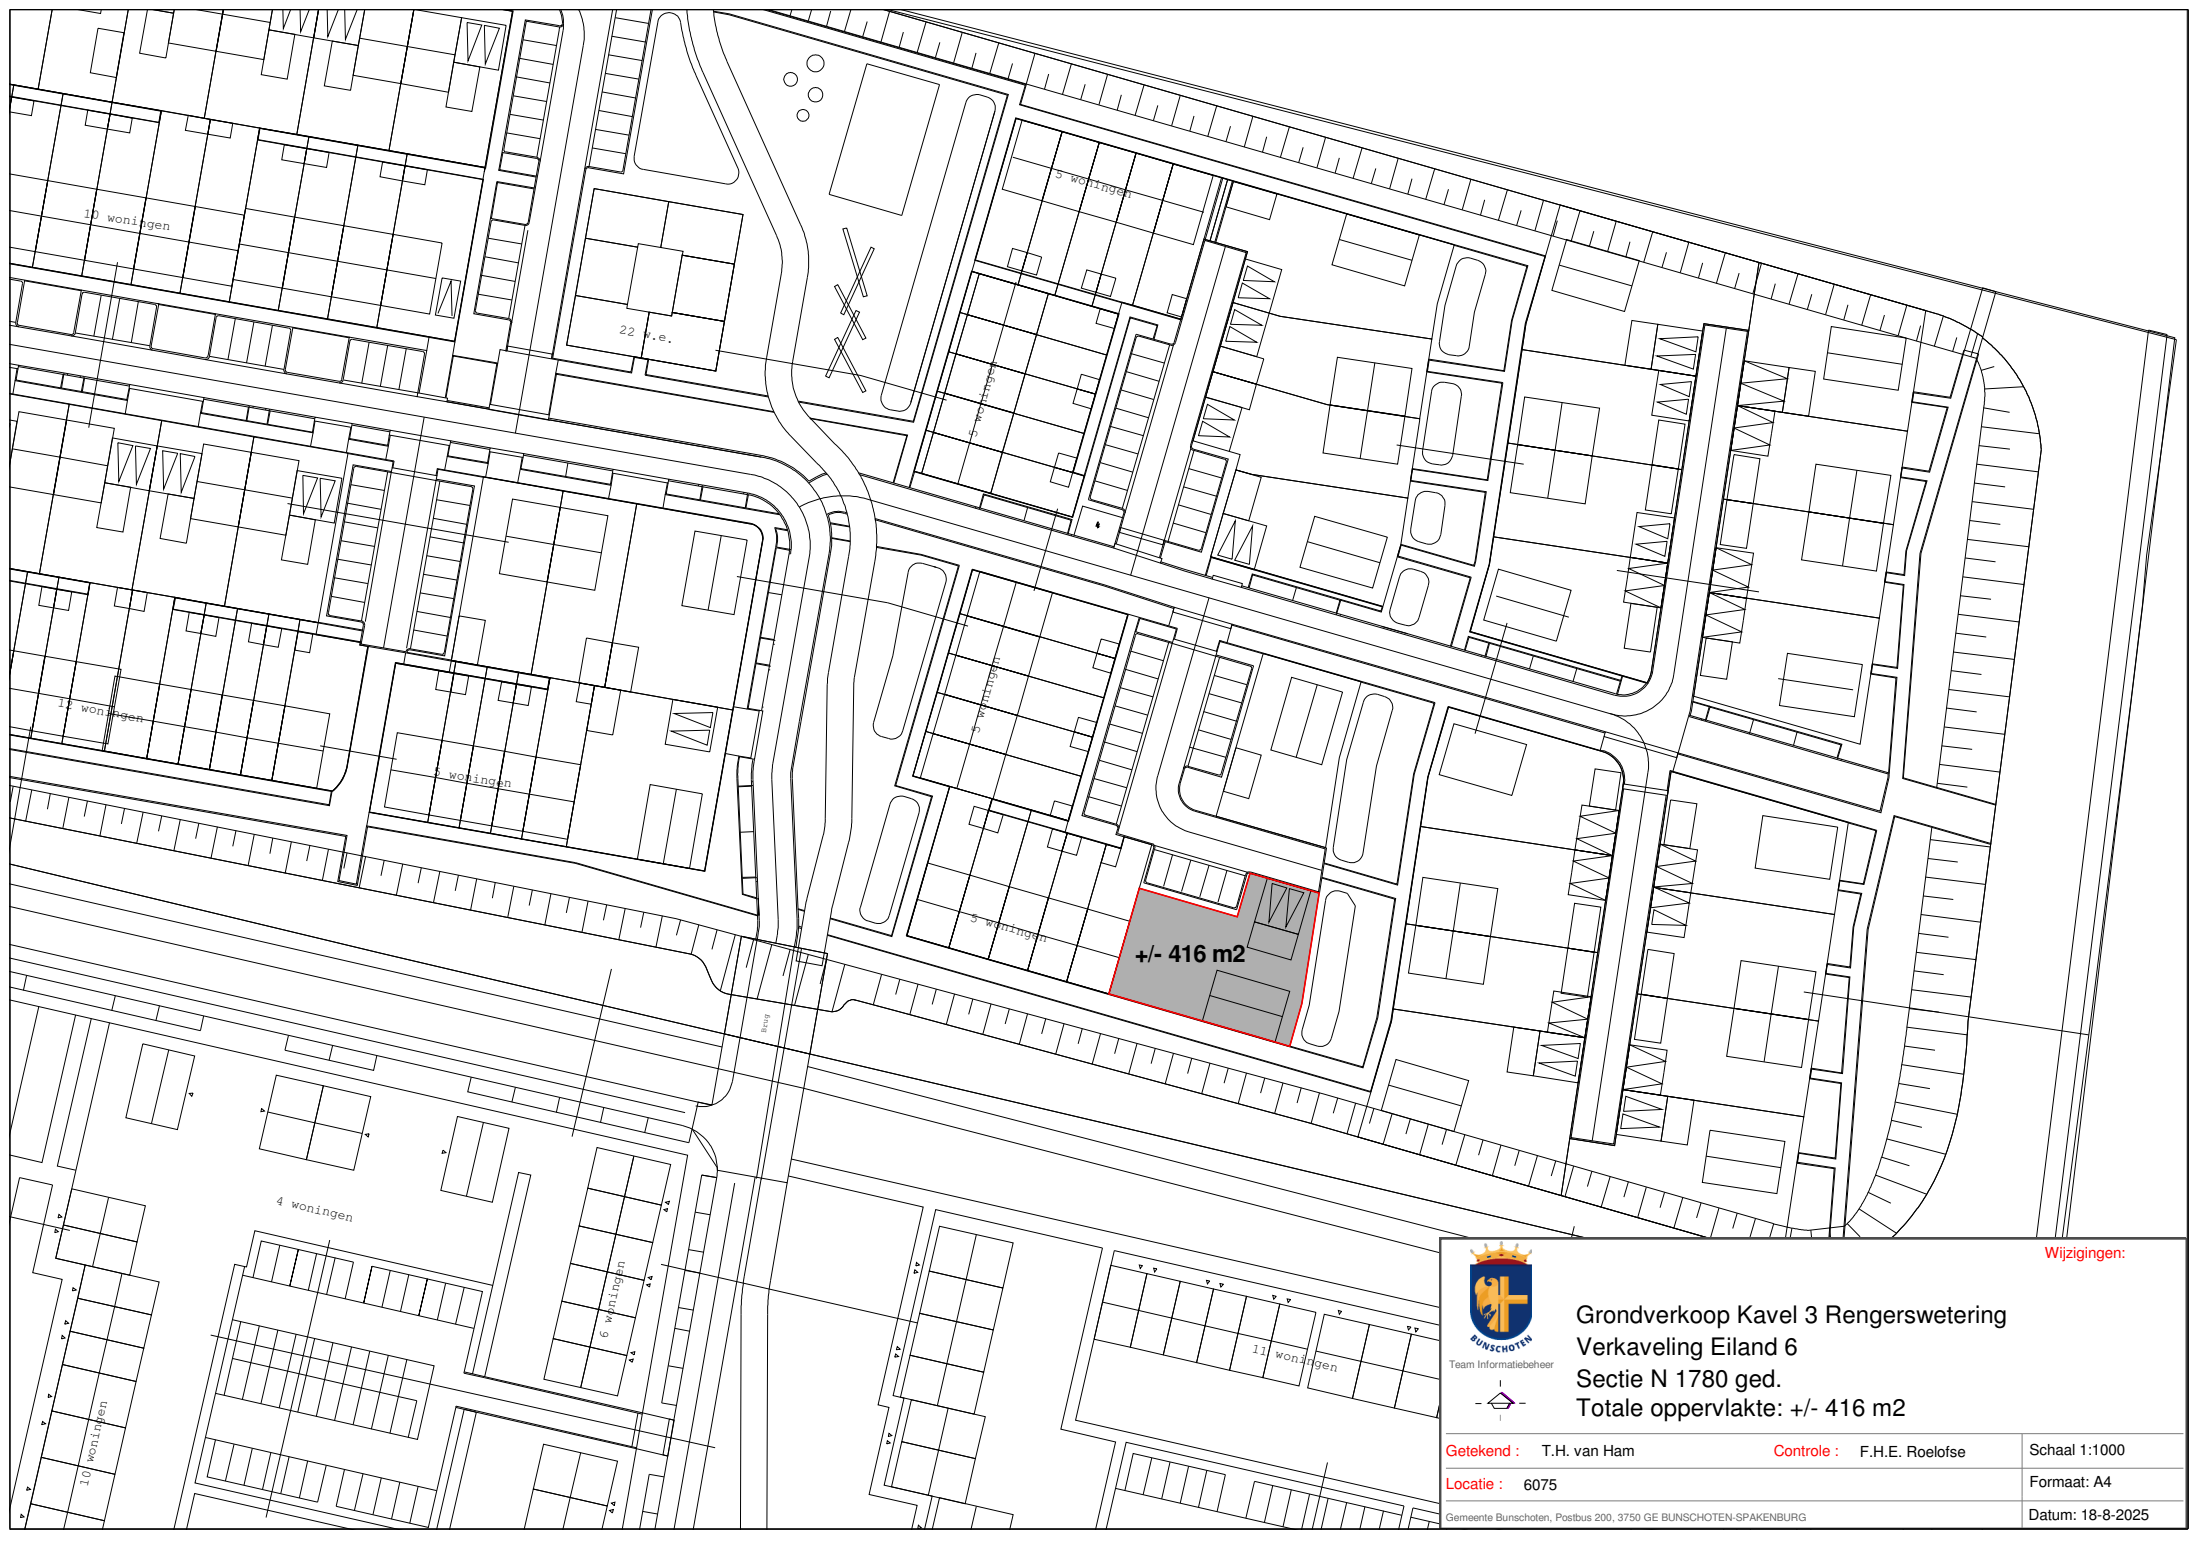 5 woningen
10 woningen
22 w.e.
5 woningen
5 woningen
12 woningen
5 woningen
5 woningen
+/- 416 m2
Brug
4 woningen
6 woningen
11 woningen
10 woningen
Wijzigingen:
BUNSCHOTEN
Team Informatiebeheer
Grondverkoop Kavel 3 Rengerswetering
Verkaveling Eiland 6
Sectie N 1780 ged.
Totale oppervlakte: +/- 416 m2
Getekend : T.H. van Ham Controle : F.H.E. Roelofse Schaal 1:1000
Locatie : 6075 Formaat: A4
Gemeente Bunschoten, Postbus 200, 3750 GE BUNSCHOTEN-SPAKENBURG Datum: 18-8-2025